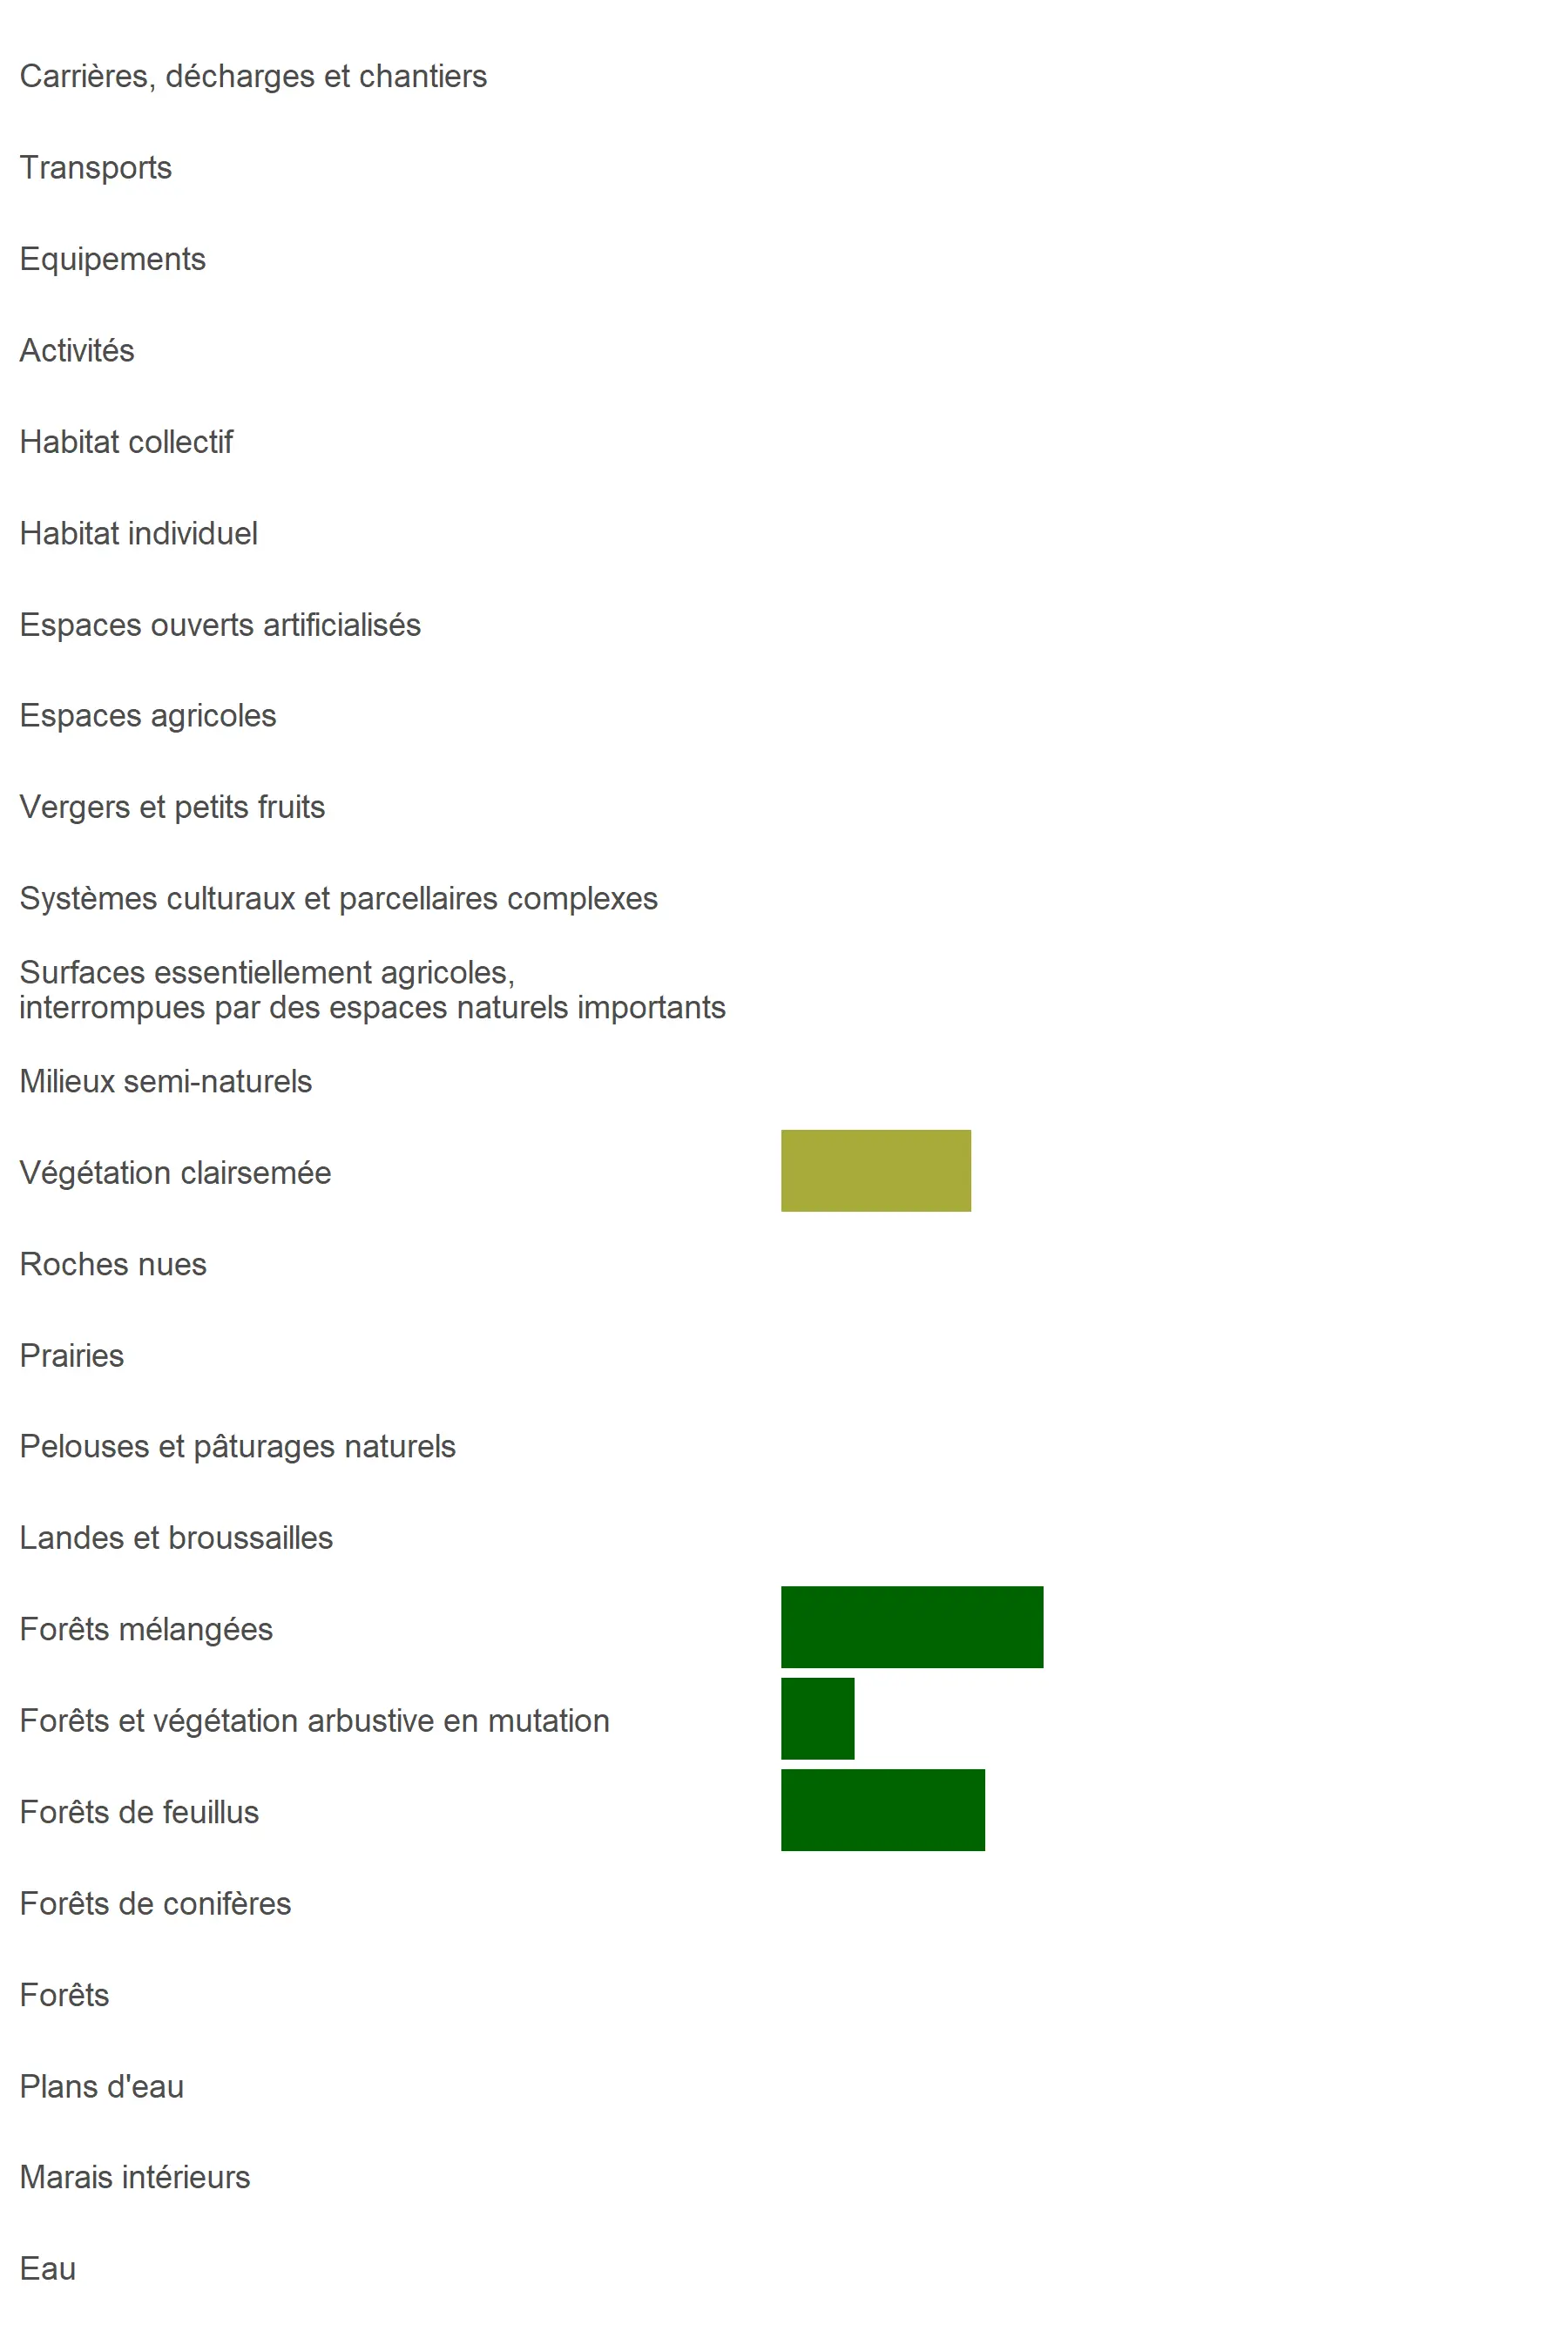 Carrières, décharges et chantiers
Transports
Equipements
Activités
Habitat collectif
Habitat individuel
Espaces ouverts artificialisés
Espaces agricoles
Vergers et petits fruits
Systèmes culturaux et parcellaires complexes
Surfaces essentiellement agricoles,
interrompues par des espaces naturels importants
Milieux semi-naturels
Végétation clairsemée
Roches nues
Prairies
Pelouses et pâturages naturels
Landes et broussailles
Forêts mélangées
Forêts et végétation arbustive en mutation
Forêts de feuillus
Forêts de conifères
Forêts
Plans d'eau
Marais intérieurs
Eau